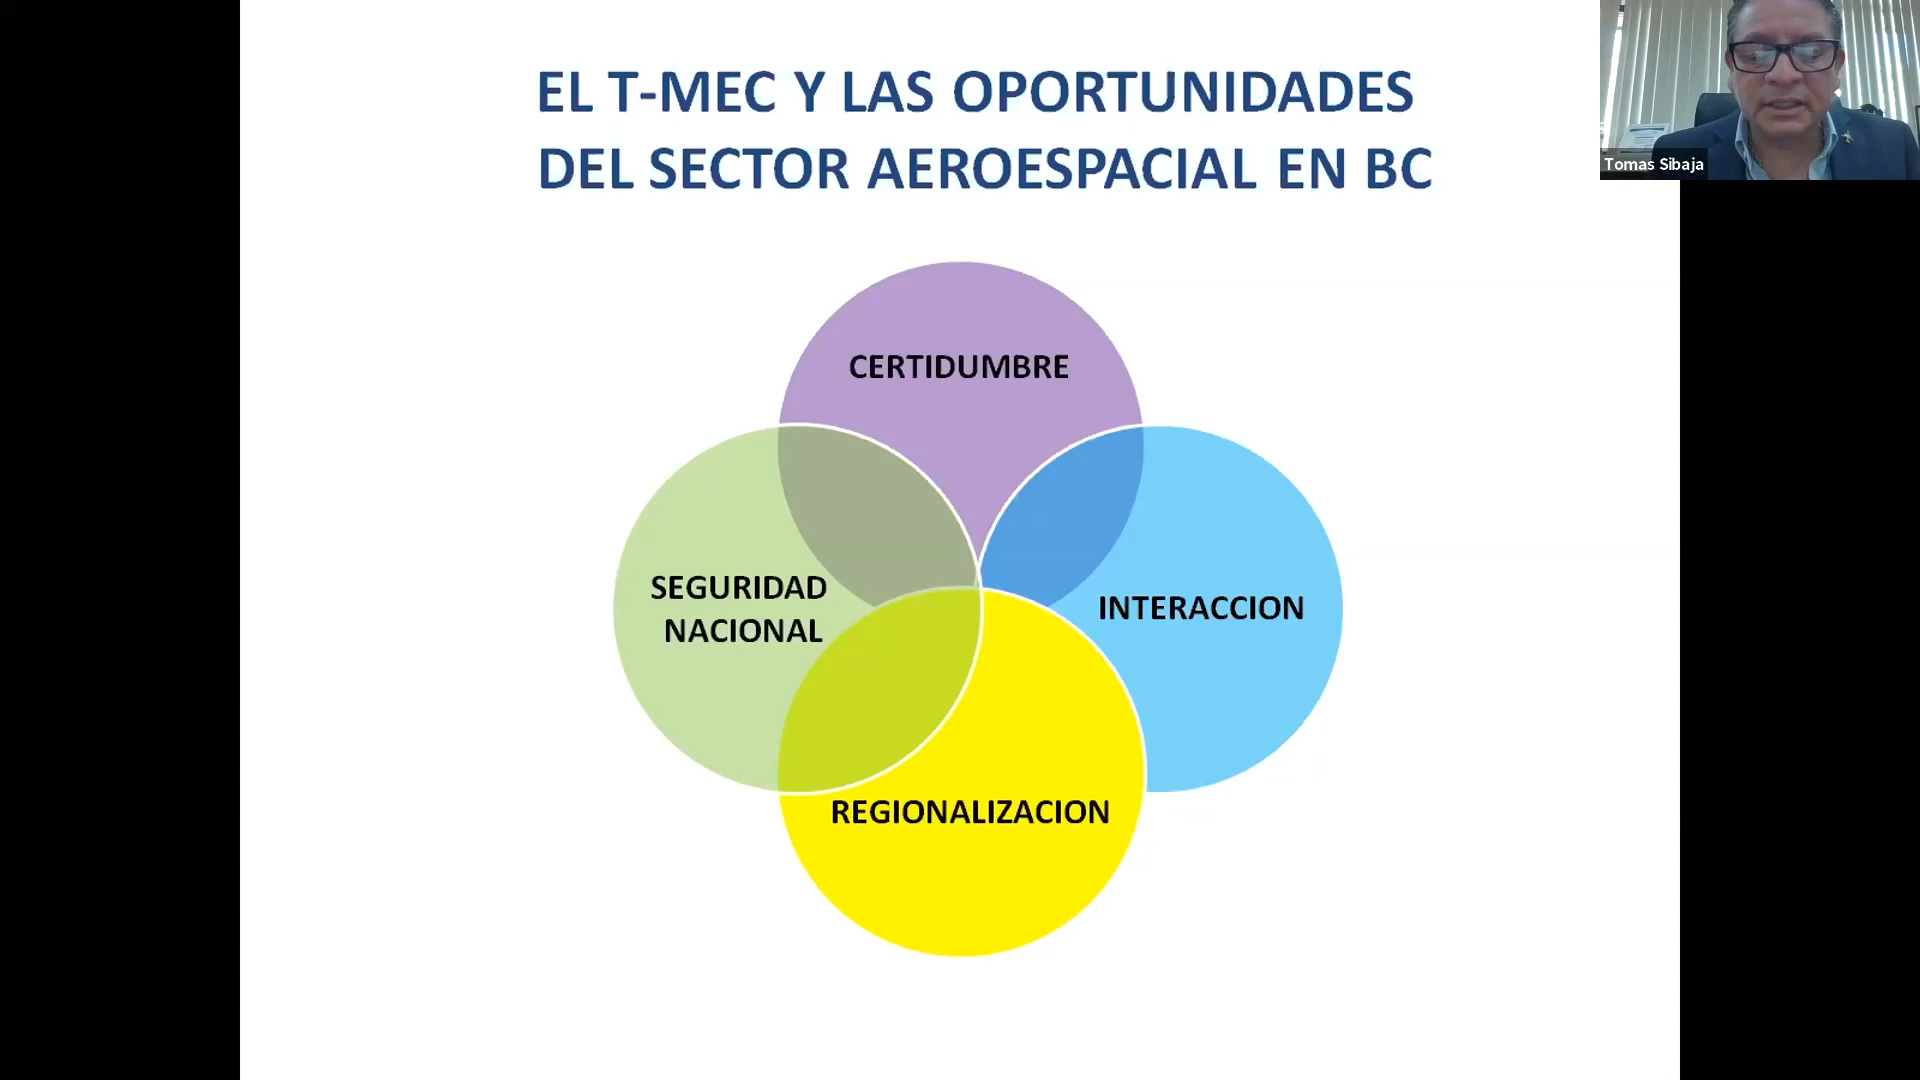 EL T-MEC Y LAS OPORTUNIDADES
DEL SECTOR AEROESPACIAL EN BC
Tomas Sibaja
CERTIDUMBRE
SEGURIDAD
NACIONAL
INTERACCION
REGIONALIZACION